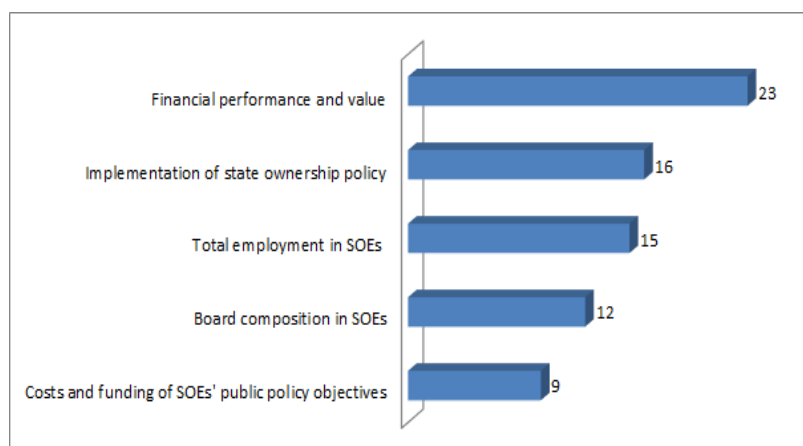 Financial performance and value
23
Implementation of state ownership policy
16
Total employment in SOEs
15
Board composition in SOEs
12
Costs and funding of SOEs' public policy objectives
9